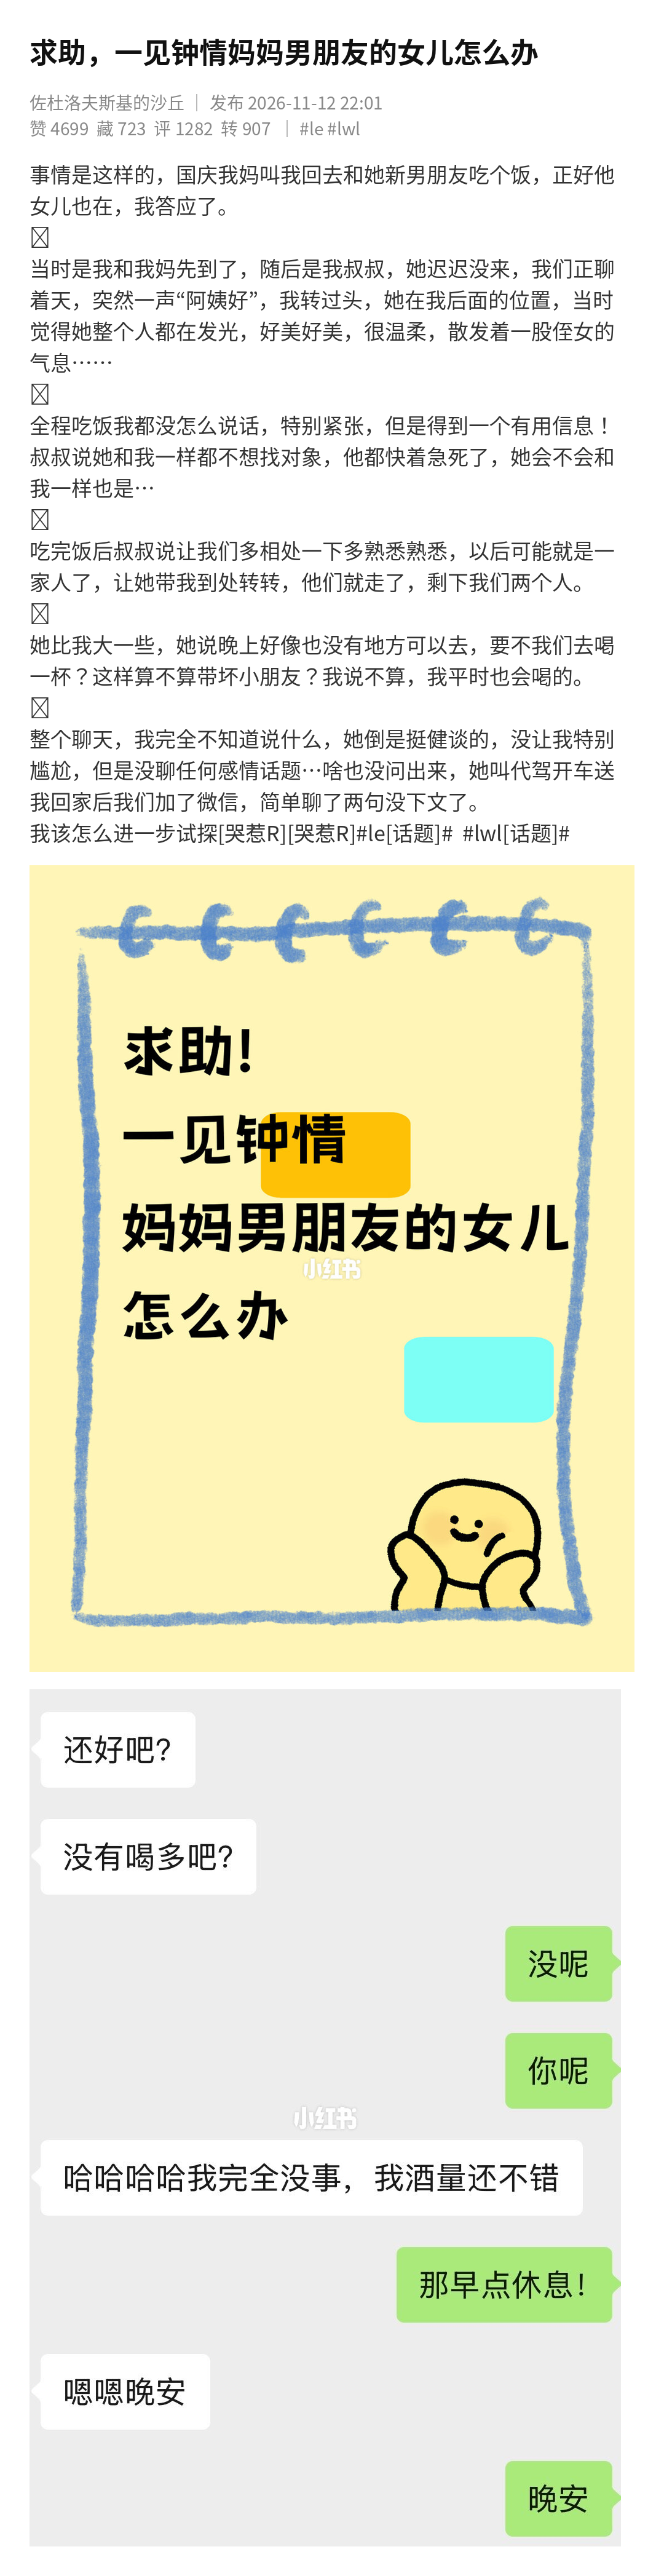 求助，一见钟情妈妈男朋友的女儿怎么办
佐杜洛夫斯基的沙丘 ｜ 发布 2026-11-12 22:01
赞 4699 藏 723 评 1282 转 907 ｜ #le #lwl
事情是这样的，国庆我妈叫我回去和她新男朋友吃个饭，正好他
女儿也在，我答应了。
当时是我和我妈先到了，随后是我叔叔，她迟迟没来，我们正聊
着天，突然一声“阿姨好”，我转过头，她在我后面的位置，当时
觉得她整个人都在发光，好美好美，很温柔，散发着一股侄女的
气息……
全程吃饭我都没怎么说话，特别紧张，但是得到一个有用信息！
叔叔说她和我一样都不想找对象，他都快着急死了，她会不会和
我一样也是…
吃完饭后叔叔说让我们多相处一下多熟悉熟悉，以后可能就是一
家人了，让她带我到处转转，他们就走了，剩下我们两个人。
她比我大一些，她说晚上好像也没有地方可以去，要不我们去喝
一杯？这样算不算带坏小朋友？我说不算，我平时也会喝的。
整个聊天，我完全不知道说什么，她倒是挺健谈的，没让我特别
尴尬，但是没聊任何感情话题…啥也没问出来，她叫代驾开车送
我回家后我们加了微信，简单聊了两句没下文了。
我该怎么进一步试探[哭惹R][哭惹R]#le[话题]# #lwl[话题]#
求助!
一见钟情
妈妈男朋友的女儿
小红书
怎么办
还好吧?
没有喝多吧?
没呢
你呢
小红书
哈哈哈哈我完全没事，我酒量还不错
那早点休息!
嗯嗯晚安
晚安